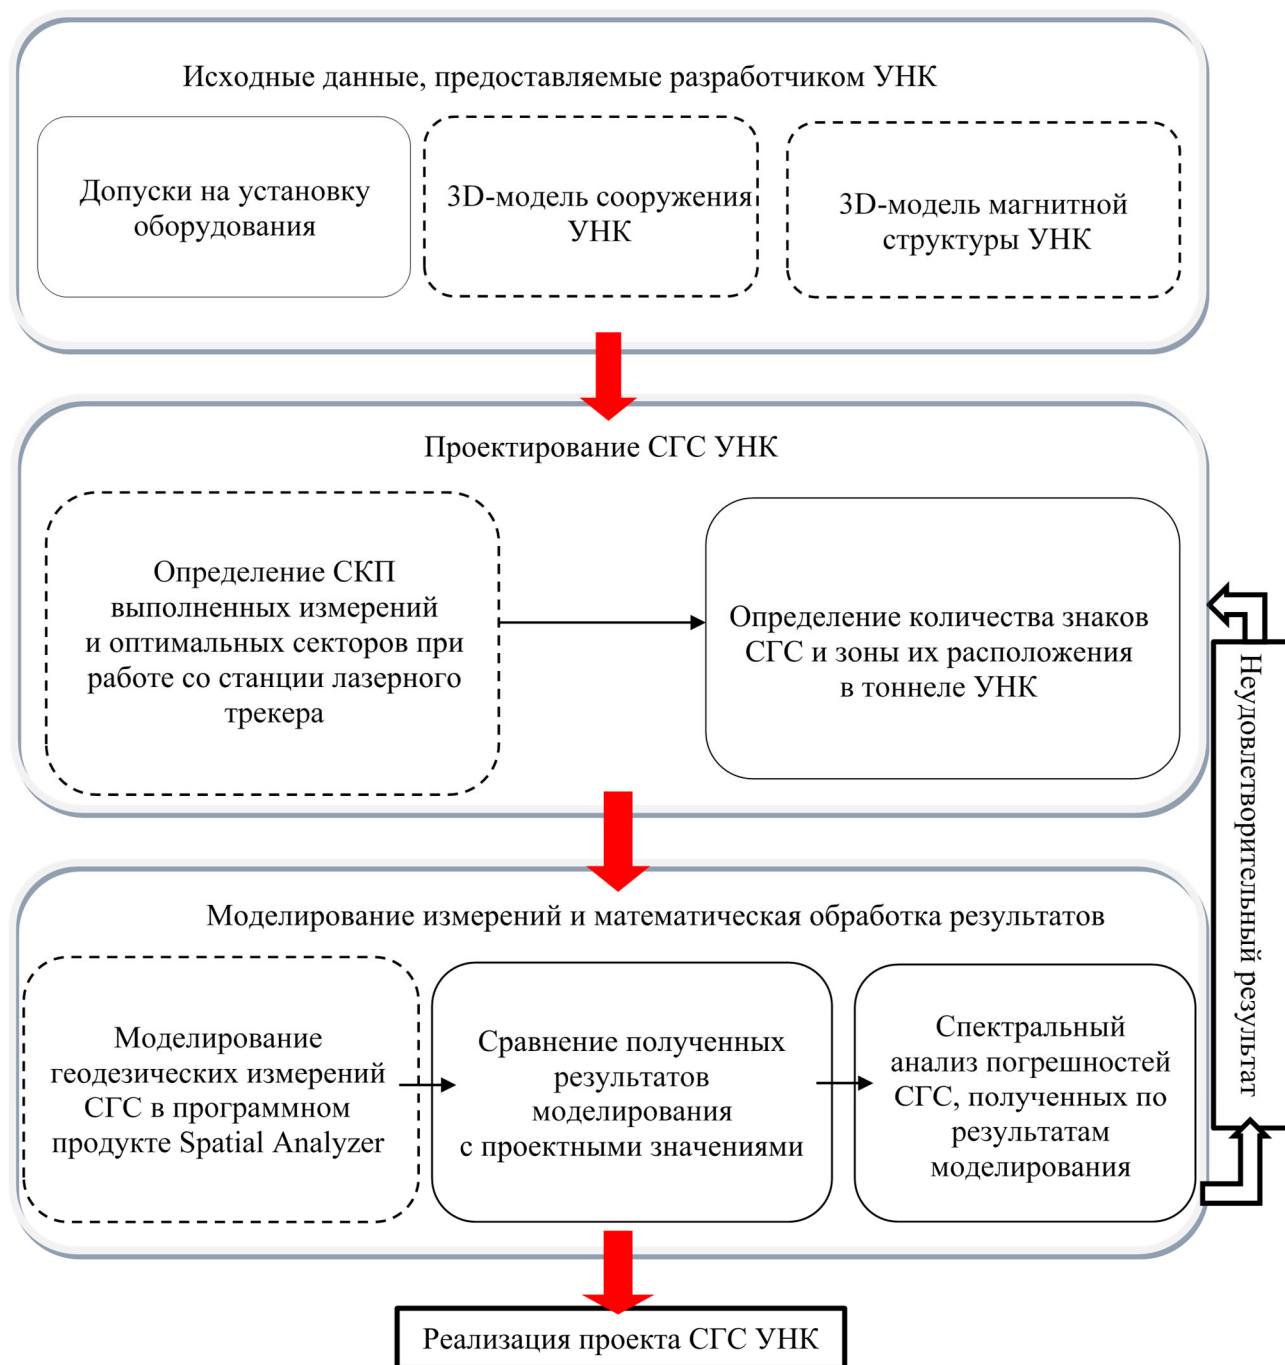 Исходные данные, предоставляемые разработчиком УНК
Допуски на установку
оборудования
3D-модель сооружения
УНК
3D-модель магнитной
структуры УНК
Проектирование СГС УНК
Определение СКП
выполненных измерений
и оптимальных секторов при
работе со станции лазерного
трекера
Определение количества знаков
СГС и зоны их расположения
в тоннеле УНК
Неудовлетворительный результат
Моделирование измерений и математическая обработка результатов
Моделирование
геодезических измерений
СГС в программном
продукте Spatial Analyzer
Сравнение полученных
результатов
моделирования
с проектными значениями
Спектральный
анализ погрешностей
СГС, полученных по
результатам
моделирования
Реализация проекта СГС УНК